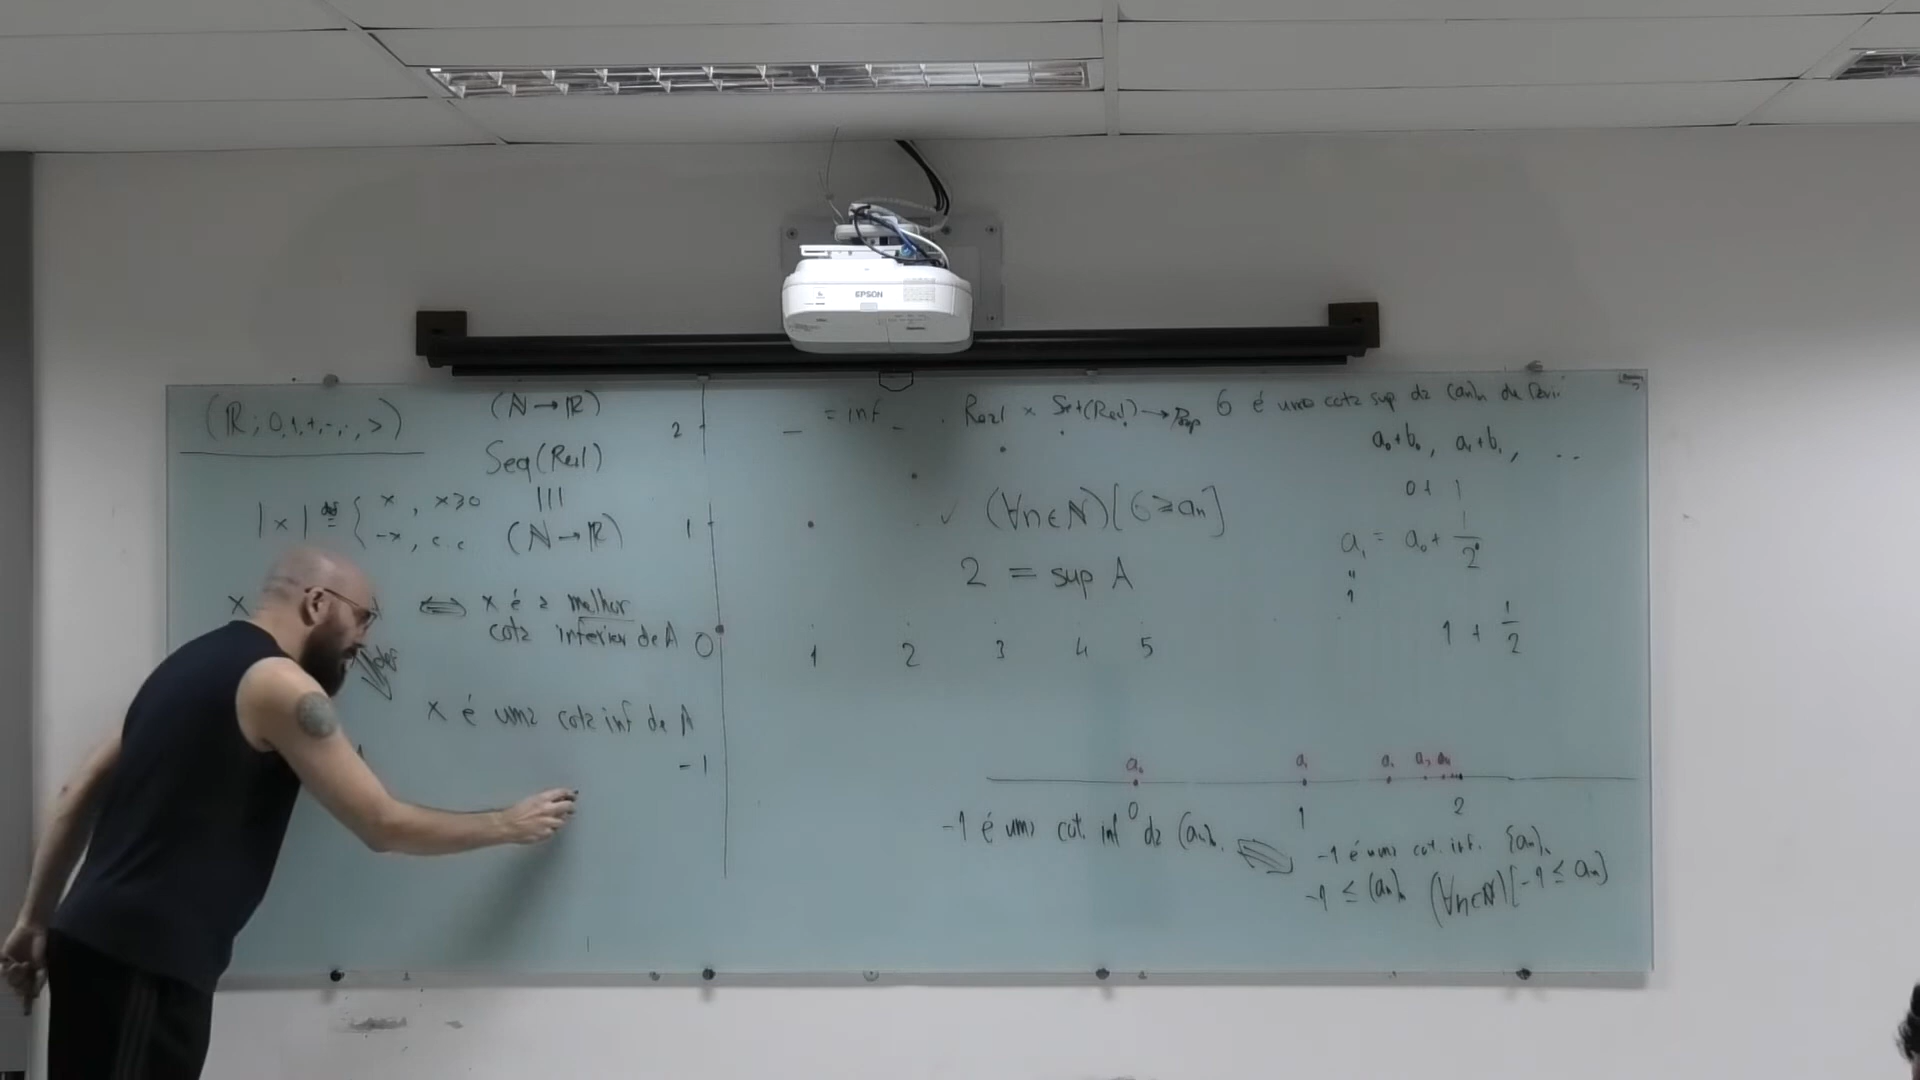 (ℝ; 0, 1, +, -, ·, >)
(ℕ → ℝ)
Seq(Real)
|||
(ℕ → ℝ)
|x| def= { x , x≥0
-x , c.c
x
⟺ x é a melhor
cota inferior de A
def
x é uma cota inf de A
2
1
0
-1
_ = inf _
Real × Set(Real) → Prop
(∀n∈ℕ)[6 ≥ an]
2 = sup A
1 2 3 4 5
6 é uma cota sup da (an)n
a0+b0, a1+b1, ...
0+ 1
a1 = a0 + 1/2
"
1
1 + 1/2
a0 a1
0 1 2
-1 é uma cot. inf da (an)n
-1 é uma cot. inf. {an}n
-1 ≤ (an)n (∀n∈ℕ)[-1 ≤ an]
EPSON